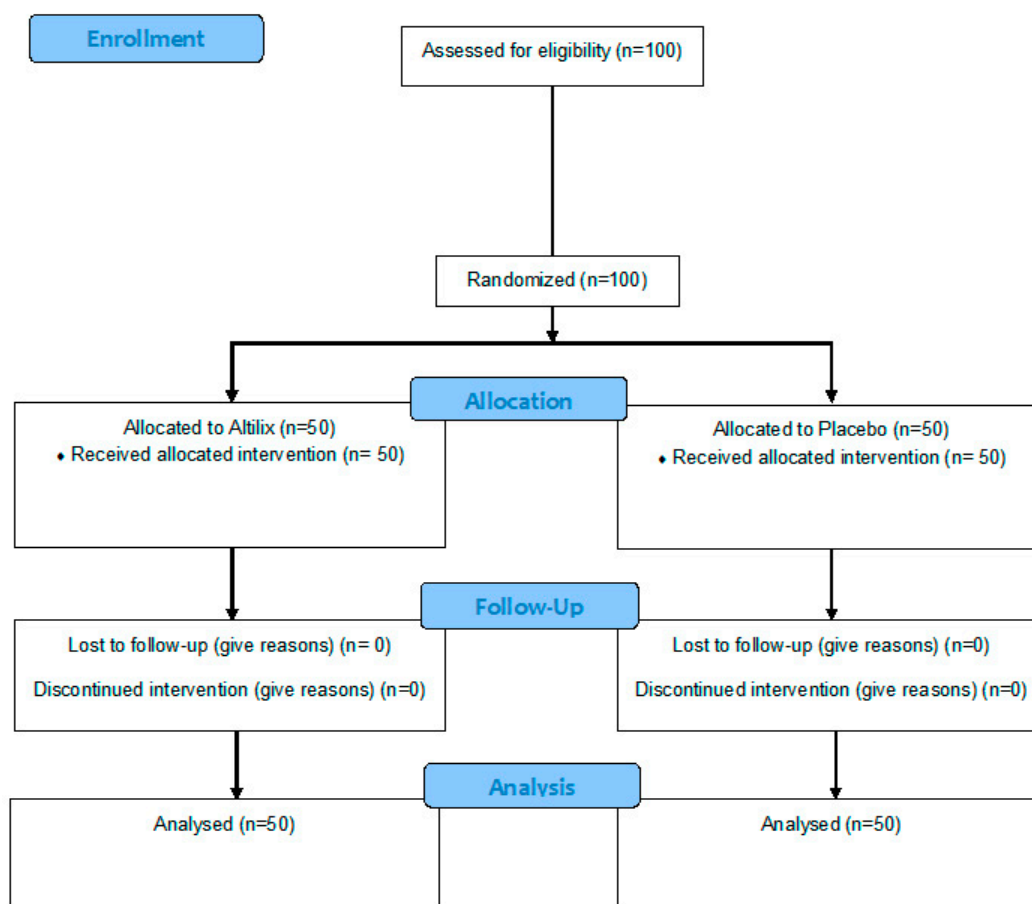 Enrollment
Assessed for eligibility (n=100)
Randomized (n=100)
Allocation
Allocated to Altilix (n=50)
♦ Received allocated intervention (n= 50)
Allocated to Placebo (n=50)
♦ Received allocated intervention (n= 50)
Follow-Up
Lost to follow-up (give reasons) (n= 0)
Discontinued intervention (give reasons) (n=0)
Lost to follow-up (give reasons) (n=0)
Discontinued intervention (give reasons) (n=0)
Analysis
Analysed (n=50)
Analysed (n=50)